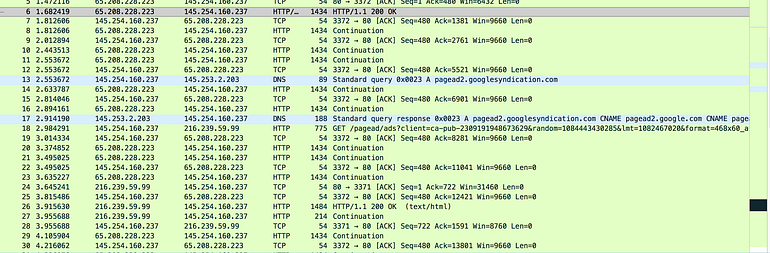 5 1.472116 145.254.160.237 65.208.228.223 TCP 54 80 → 3372 [ACK] Seq=1 Ack=480 Win=6432 Len=0
6 1.682419 65.208.228.223 145.254.160.237 HTTP/… 1434 HTTP/1.1 200 OK
7 1.812606 145.254.160.237 65.208.228.223 TCP 54 3372 → 80 [ACK] Seq=480 Ack=1381 Win=9660 Len=0
8 1.812606 65.208.228.223 145.254.160.237 HTTP 1434 Continuation
9 2.012894 145.254.160.237 65.208.228.223 TCP 54 3372 → 80 [ACK] Seq=480 Ack=2761 Win=9660 Len=0
10 2.443513 65.208.228.223 145.254.160.237 HTTP 1434 Continuation
11 2.553672 65.208.228.223 145.254.160.237 HTTP 1434 Continuation
12 2.553672 145.254.160.237 65.208.228.223 TCP 54 3372 → 80 [ACK] Seq=480 Ack=5521 Win=9660 Len=0
13 2.553672 145.254.160.237 145.253.2.203 DNS 89 Standard query 0x0023 A pagead2.googlesyndication.com
14 2.633787 65.208.228.223 145.254.160.237 HTTP 1434 Continuation
15 2.814046 145.254.160.237 65.208.228.223 TCP 54 3372 → 80 [ACK] Seq=480 Ack=6901 Win=9660 Len=0
16 2.894161 65.208.228.223 145.254.160.237 HTTP 1434 Continuation
17 2.914190 145.253.2.203 145.254.160.237 DNS 188 Standard query response 0x0023 A pagead2.googlesyndication.com CNAME pagead2.google.com CNAME page
18 2.984291 145.254.160.237 216.239.59.99 HTTP 775 GET /pagead/ads?client=ca-pub-2309191948673629&random=1084443430285&lmt=1082467020&format=468x60_a
19 3.014334 145.254.160.237 65.208.228.223 TCP 54 3372 → 80 [ACK] Seq=480 Ack=8281 Win=9660 Len=0
20 3.374852 65.208.228.223 145.254.160.237 HTTP 1434 Continuation
21 3.495025 65.208.228.223 145.254.160.237 HTTP 1434 Continuation
22 3.495025 145.254.160.237 65.208.228.223 TCP 54 3372 → 80 [ACK] Seq=480 Ack=11041 Win=9660 Len=0
23 3.635227 65.208.228.223 145.254.160.237 HTTP 1434 Continuation
24 3.645241 216.239.59.99 145.254.160.237 TCP 54 80 → 3371 [ACK] Seq=1 Ack=722 Win=31460 Len=0
25 3.815486 145.254.160.237 65.208.228.223 TCP 54 3372 → 80 [ACK] Seq=480 Ack=12421 Win=9660 Len=0
26 3.915630 216.239.59.99 145.254.160.237 HTTP 1484 HTTP/1.1 200 OK (text/html)
27 3.955688 216.239.59.99 145.254.160.237 HTTP 214 Continuation
28 3.955688 145.254.160.237 216.239.59.99 TCP 54 3371 → 80 [ACK] Seq=722 Ack=1591 Win=8760 Len=0
29 4.105904 65.208.228.223 145.254.160.237 HTTP 1434 Continuation
30 4.216062 145.254.160.237 65.208.228.223 TCP 54 3372 → 80 [ACK] Seq=480 Ack=13801 Win=9660 Len=0